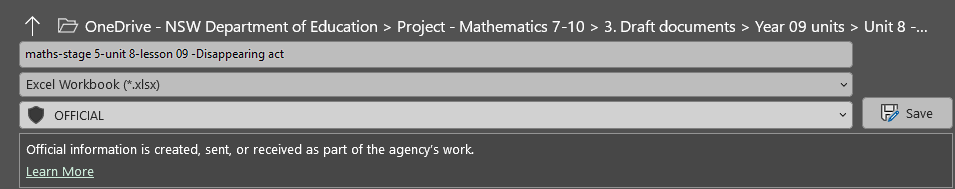 OneDrive - NSW Department of Education > Project - Mathematics 7-10 > 3. Draft documents > Year 09 units > Unit 8 -...
maths-stage 5-unit 8-lesson 09 -Disappearing act
Excel Workbook (*.xlsx)
OFFICIAL
Save
Official information is created, sent, or received as part of the agency's work.
Learn More